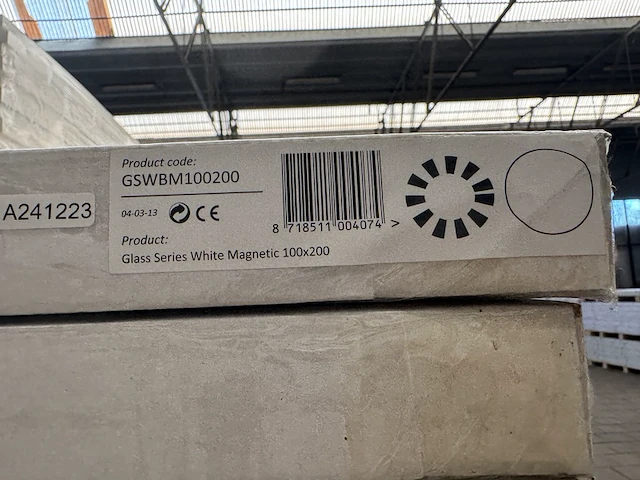 Product code:
GSWBM100200
04-03-13 CE
8 718511 004074 >
Product:
Glass Series White Magnetic 100x200
A241223